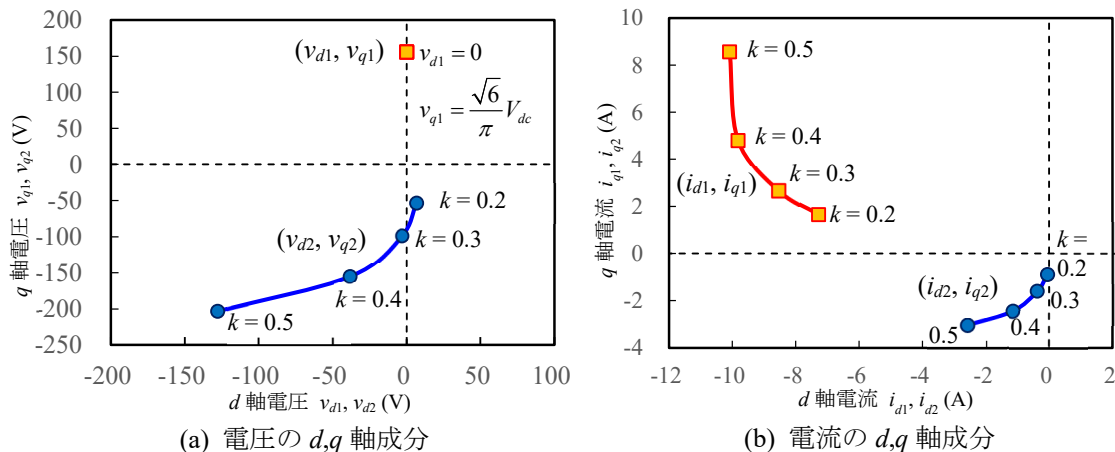 200
150
100
50
0
-50
-100
-150
-200
-250
q 軸電圧 v_{q1}, v_{q2} (V)
(v_{d1}, v_{q1})
v_{d1} = 0
v_{q1} = \frac{\sqrt{6}}{\pi} V_{dc}
k = 0.2
k = 0.3
(v_{d2}, v_{q2})
k = 0.4
k = 0.5
-200 -100 -50 0 50 100
d 軸電圧 v_{d1}, v_{d2} (V)
(a) 電圧の d,q 軸成分
10
8
6
4
2
0
-2
-4
q 軸電流 i_{q1}, i_{q2} (A)
k = 0.5
k = 0.4
k = 0.3
(i_{d1}, i_{q1})
k = 0.2
k =
0.2
(i_{d2}, i_{q2})
0.3
0.4
0.5
-12 -10 -8 -6 -4 -2 0 2
d 軸電流 i_{d1}, i_{d2} (A)
(b) 電流の d,q 軸成分